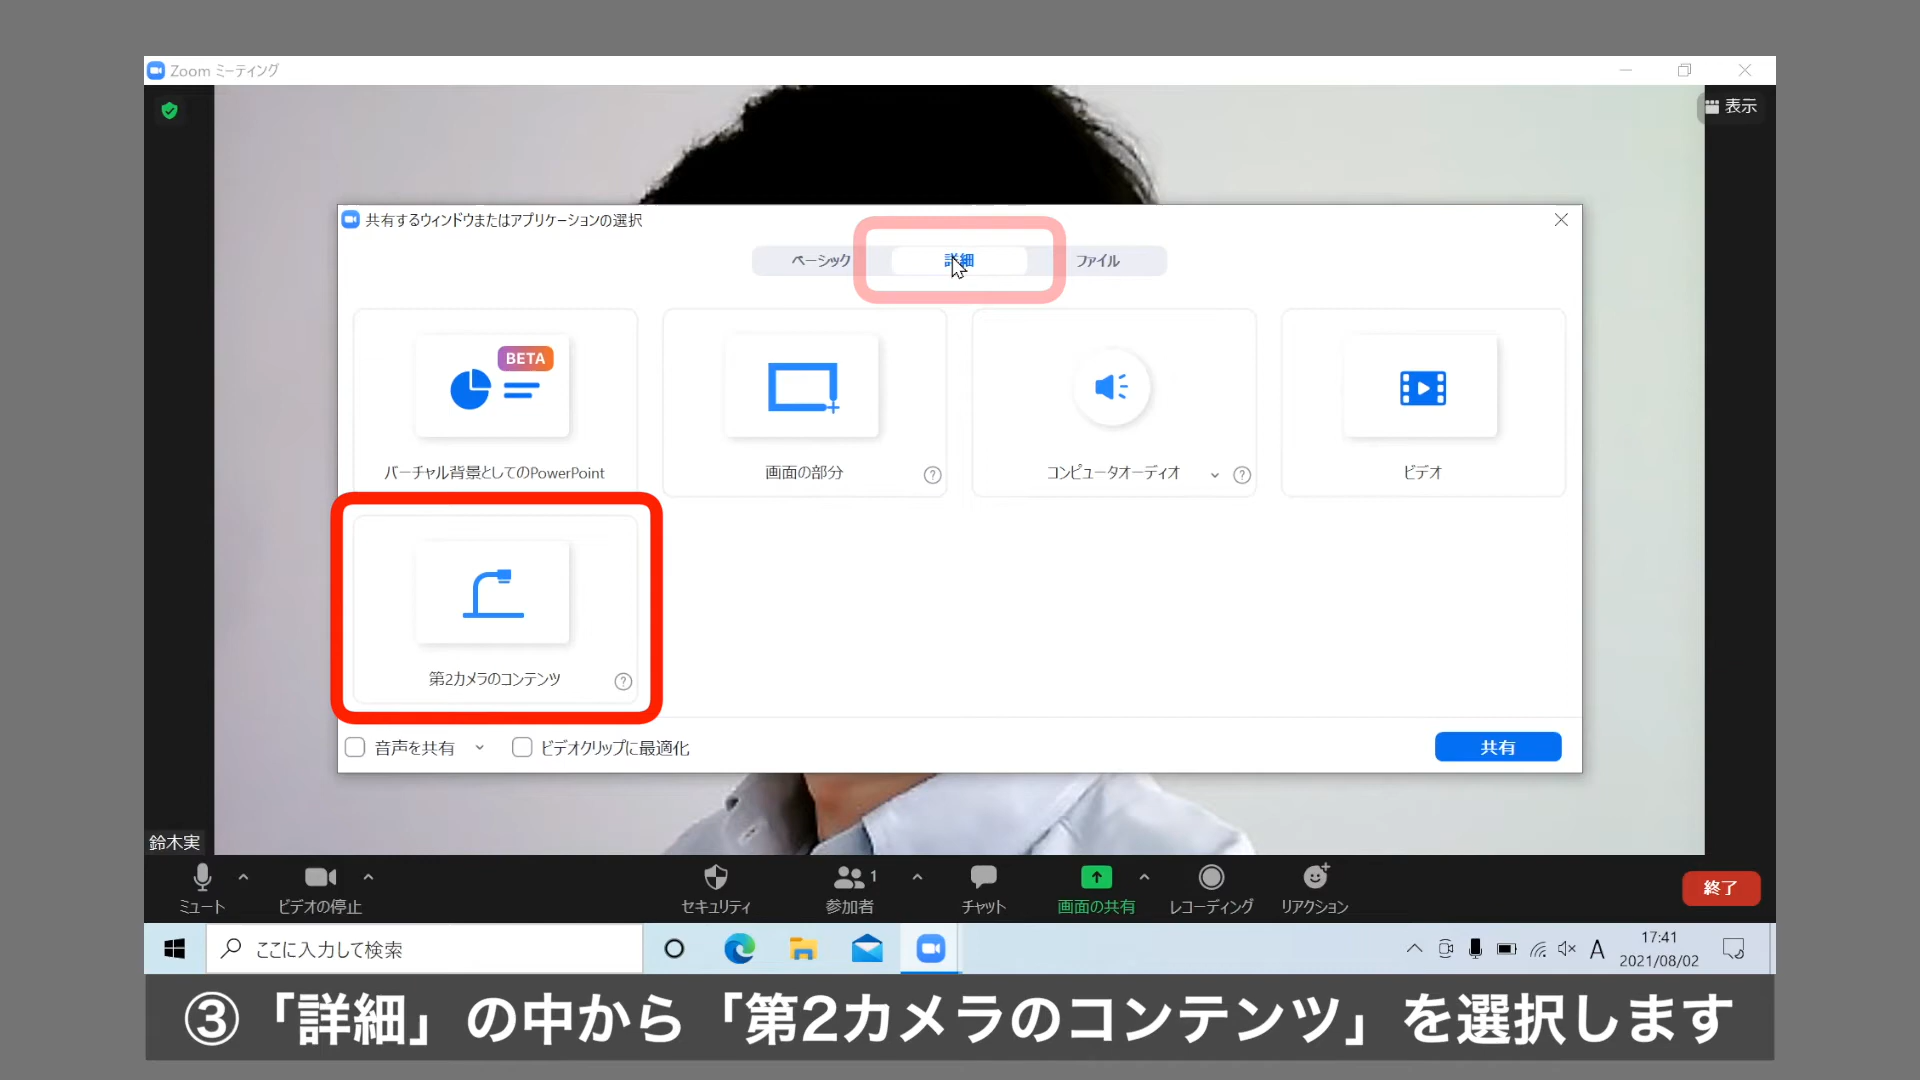 Zoom ミーティング
表示
共有するウィンドウまたはアプリケーションの選択
ベーシック
詳細
ファイル
BETA
バーチャル背景としてのPowerPoint
画面の部分
コンピュータオーディオ
ビデオ
第2カメラのコンテンツ
音声を共有
ビデオクリップに最適化
共有
鈴木実
ミュート
ビデオの停止
セキュリティ
1
参加者
チャット
画面の共有
レコーディング
リアクション
終了
ここに入力して検索
A
17:41
2021/08/02
③「詳細」の中から「第2カメラのコンテンツ」を選択します